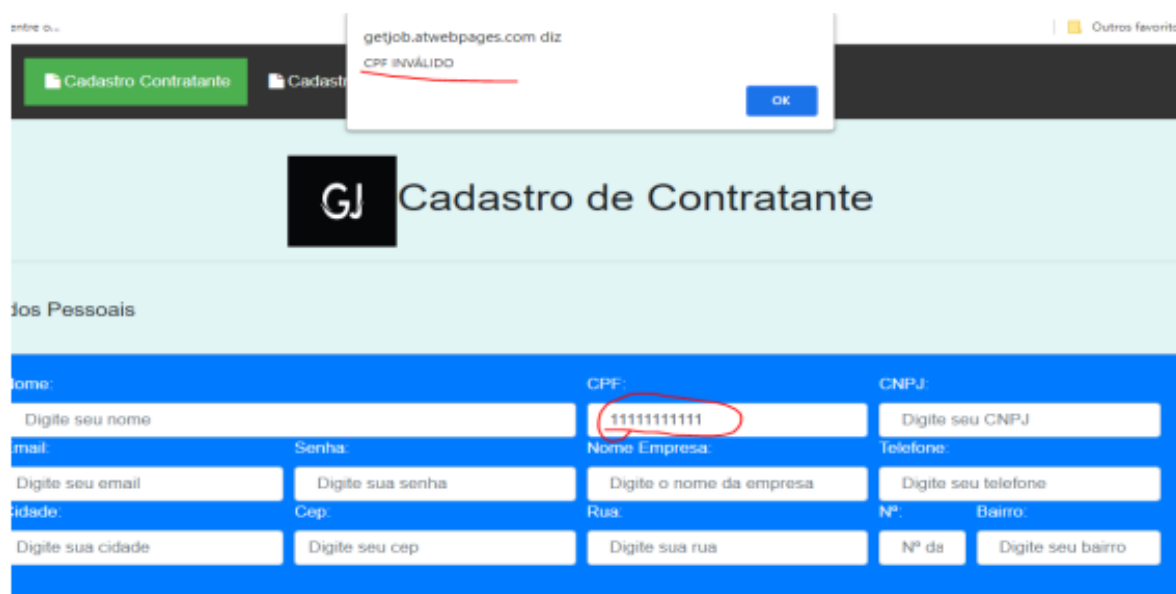 entre o...
getjob.atwebpages.com diz
Outros favorito
CPF INVÁLIDO
Cadastro Contratante
Cadastr
OK
GJ
Cadastro de Contratante
dos Pessoais
Nome:
CPF:
CNPJ:
Digite seu nome
11111111111
Digite seu CNPJ
Email:
Senha:
Nome Empresa:
Telefone:
Digite seu email
Digite sua senha
Digite o nome da empresa
Digite seu telefone
Cidade:
Cep:
Rua:
Nº:
Bairro:
Digite sua cidade
Digite seu cep
Digite sua rua
Nº da
Digite seu bairro